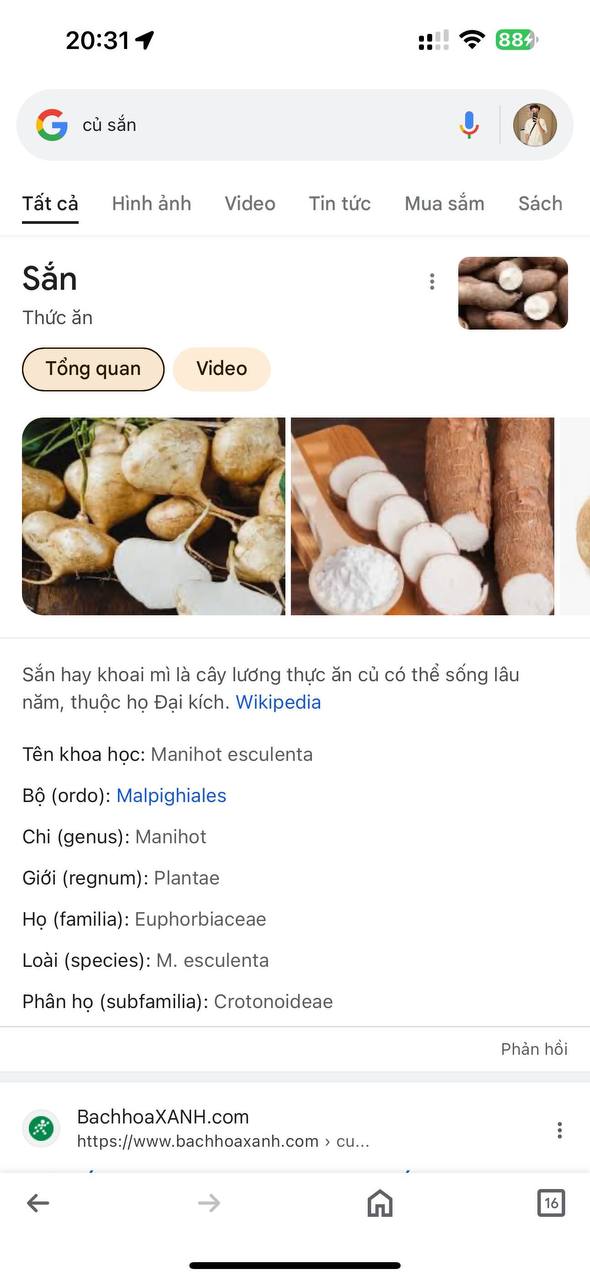 20:31
88
củ sắn
Tất cả Hình ảnh Video Tin tức Mua sắm Sách
Sắn
Thức ăn
Tổng quan Video
Sắn hay khoai mì là cây lương thực ăn củ có thể sống lâu
năm, thuộc họ Đại kích. Wikipedia
Tên khoa học: Manihot esculenta
Bộ (ordo): Malpighiales
Chi (genus): Manihot
Giới (regnum): Plantae
Họ (familia): Euphorbiaceae
Loài (species): M. esculenta
Phân họ (subfamilia): Crotonoideae
Phản hồi
BachhoaXANH.com
https://www.bachhoaxanh.com › cu...
16